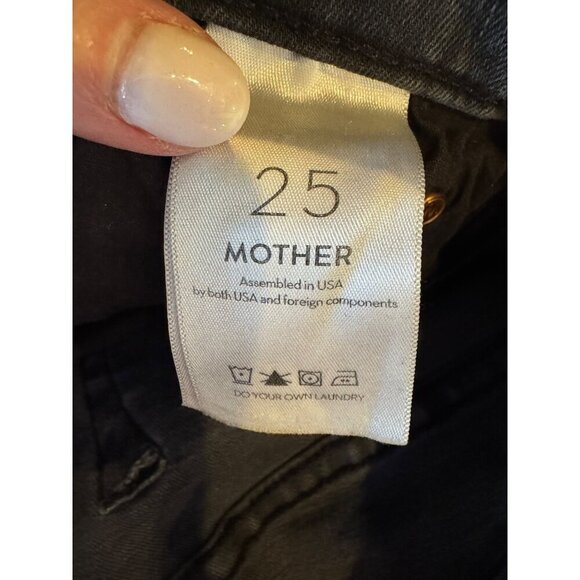 25
MOTHER
Assembled in USA
by both USA and foreign components
DO YOUR OWN LAUNDRY